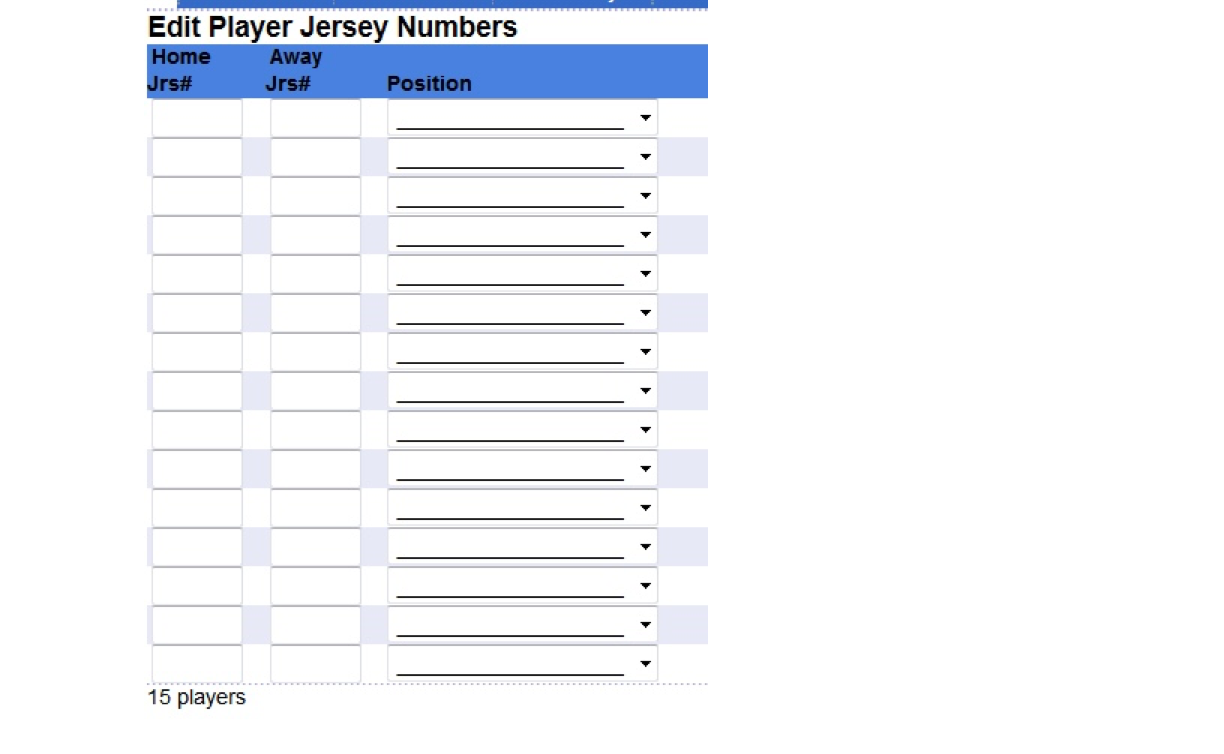 Edit Player Jersey Numbers
Home Away
Jrs# Jrs# Position
15 players